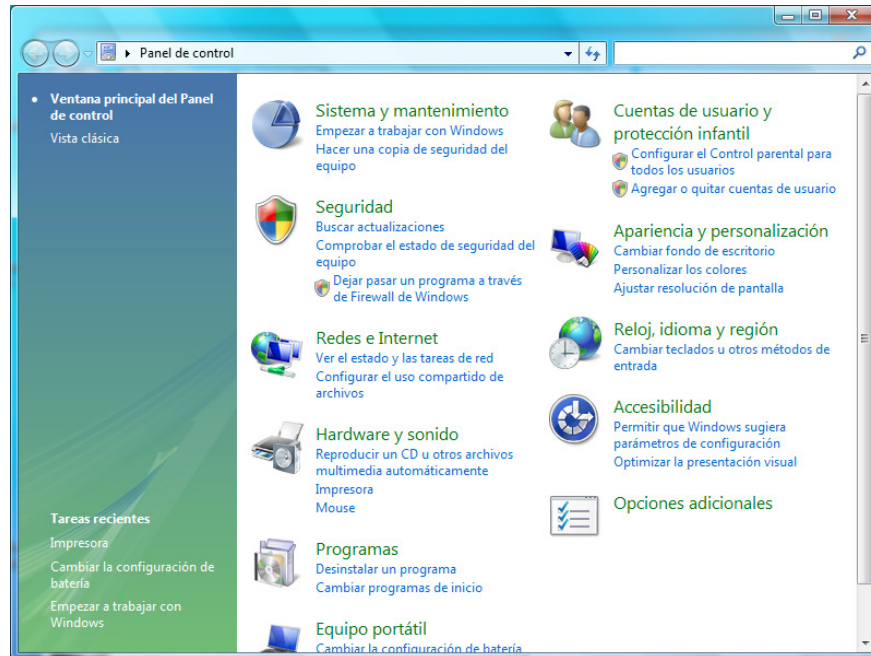 Panel de control
Ventana principal del Panel
de control
Vista clásica
Tareas recientes
Impresora
Cambiar la configuración de
batería
Empezar a trabajar con
Windows
Sistema y mantenimiento
Empezar a trabajar con Windows
Hacer una copia de seguridad del
equipo
Seguridad
Buscar actualizaciones
Comprobar el estado de seguridad del
equipo
Dejar pasar un programa a través
de Firewall de Windows
Redes e Internet
Ver el estado y las tareas de red
Configurar el uso compartido de
archivos
Hardware y sonido
Reproducir un CD u otros archivos
multimedia automáticamente
Impresora
Mouse
Programas
Desinstalar un programa
Cambiar programas de inicio
Equipo portátil
Cambiar la configuración de batería
Cuentas de usuario y
protección infantil
Configurar el Control parental para
todos los usuarios
Agregar o quitar cuentas de usuario
Apariencia y personalización
Cambiar fondo de escritorio
Personalizar los colores
Ajustar resolución de pantalla
Reloj, idioma y región
Cambiar teclados u otros métodos de
entrada
Accesibilidad
Permitir que Windows sugiera
parámetros de configuración
Optimizar la presentación visual
Opciones adicionales